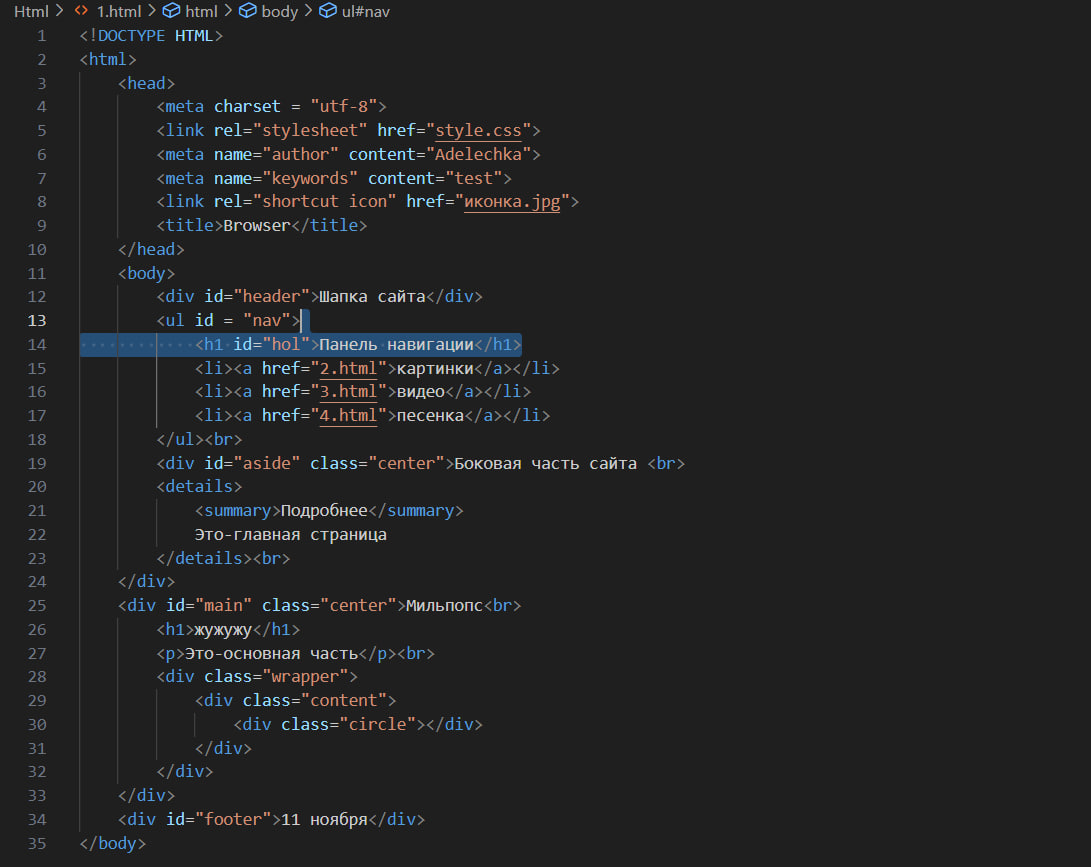 Html > <> 1.html > html > body > ul#nav
1 <!DOCTYPE HTML>
2 <html>
3     <head>
4         <meta charset = "utf-8">
5         <link rel="stylesheet" href="style.css">
6         <meta name="author" content="Adelechka">
7         <meta name="keywords" content="test">
8         <link rel="shortcut icon" href="иконка.jpg">
9         <title>Browser</title>
10     </head>
11     <body>
12         <div id="header">Шапка сайта</div>
13         <ul id = "nav">
14             <h1 id="hol">Панель навигации</h1>
15             <li><a href="2.html">картинки</a></li>
16             <li><a href="3.html">видео</a></li>
17             <li><a href="4.html">песенка</a></li>
18         </ul><br>
19         <div id="aside" class="center">Боковая часть сайта <br>
20         <details>
21             <summary>Подробнее</summary>
22             Это-главная страница
23         </details><br>
24     </div>
25     <div id="main" class="center">Мильпопс<br>
26         <h1>жужужу</h1>
27         <p>Это-основная часть</p><br>
28         <div class="wrapper">
29             <div class="content">
30                 <div class="circle"></div>
31             </div>
32         </div>
33     </div>
34     <div id="footer">11 ноября</div>
35 </body>